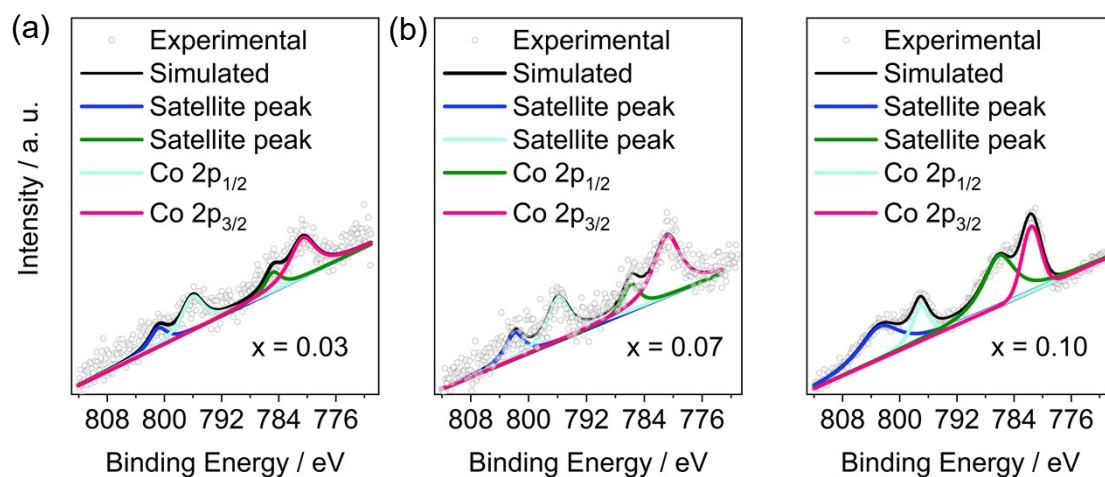 (a)
Experimental
Simulated
Satellite peak
Satellite peak
Co 2p1/2
Co 2p3/2
Intensity / a. u.
x = 0.03
808 800 792 784 776
Binding Energy / eV
(b)
Experimental
Simulated
Satellite peak
Satellite peak
Co 2p1/2
Co 2p3/2
x = 0.07
808 800 792 784 776
Binding Energy / eV
Experimental
Simulated
Satellite peak
Satellite peak
Co 2p1/2
Co 2p3/2
x = 0.10
808 800 792 784 776
Binding Energy / eV